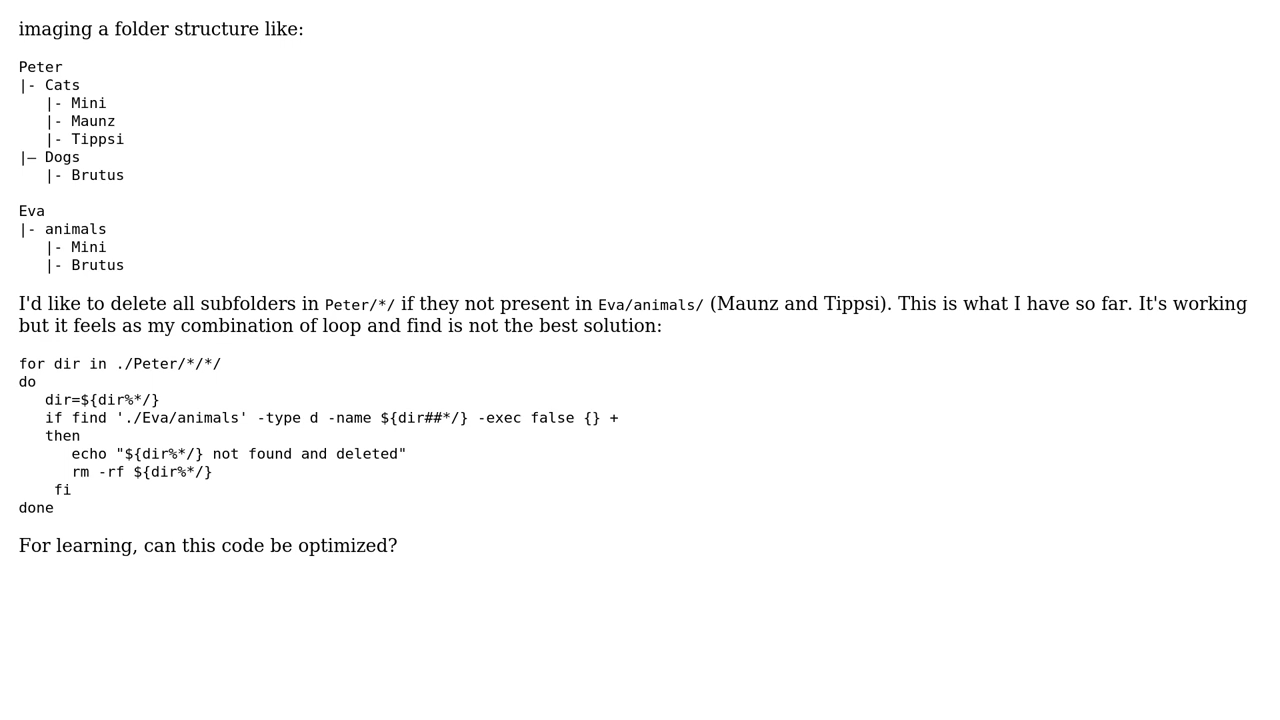 imaging a folder structure like:
Peter
|- Cats
   |- Mini
   |- Maunz
   |- Tippsi
|– Dogs
   |- Brutus
Eva
|- animals
   |- Mini
   |- Brutus
I'd like to delete all subfolders in Peter/*/ if they not present in Eva/animals/ (Maunz and Tippsi). This is what I have so far. It's working
but it feels as my combination of loop and find is not the best solution:
for dir in ./Peter/*/*/
do
   dir=${dir%*/}
   if find './Eva/animals' -type d -name ${dir##*/} -exec false {} +
   then
      echo "${dir%*/} not found and deleted"
      rm -rf ${dir%*/}
    fi
done
For learning, can this code be optimized?